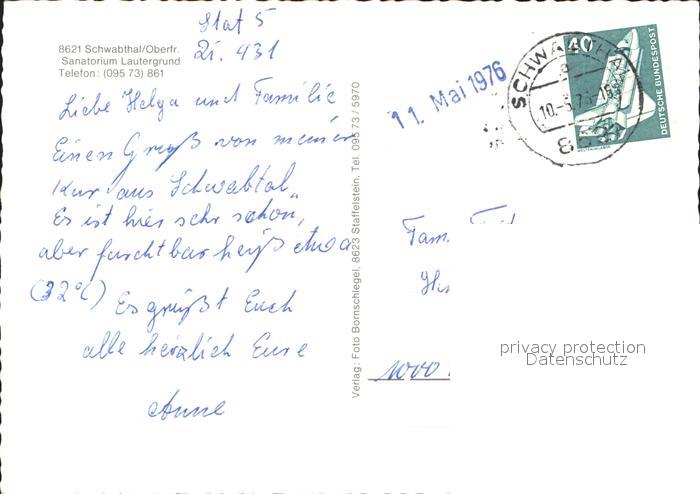 Stat 5
Zi. 431
8621 Schwabthal/Oberfr.
Sanatorium Lautergrund
Telefon: (095 73) 861
Liebe Helga und Familie
Einen Gruß von meiner
Kur aus Schwabtal
Es ist hier sehr schön,
aber furchtbar heiß etwa
(32°C) Es grüßt Euch
alle herzlich Eure
Anne
Verlag: Foto Bornschlegel, 8623 Staffelstein, Tel. 095 73 / 5970
11. Mai 1976
SCHWABTHAL
40
DEUTSCHE BUNDESPOST
Fam.
1000
privacy protection
Datenschutz